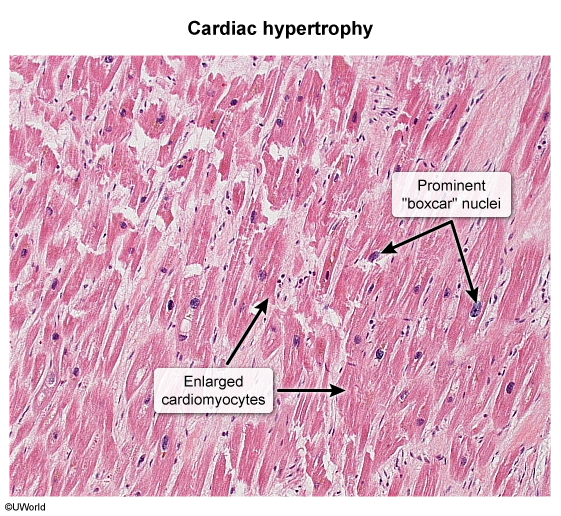 Cardiac hypertrophy
Prominent
"boxcar" nuclei
Enlarged
cardiomyocytes
©UWorld